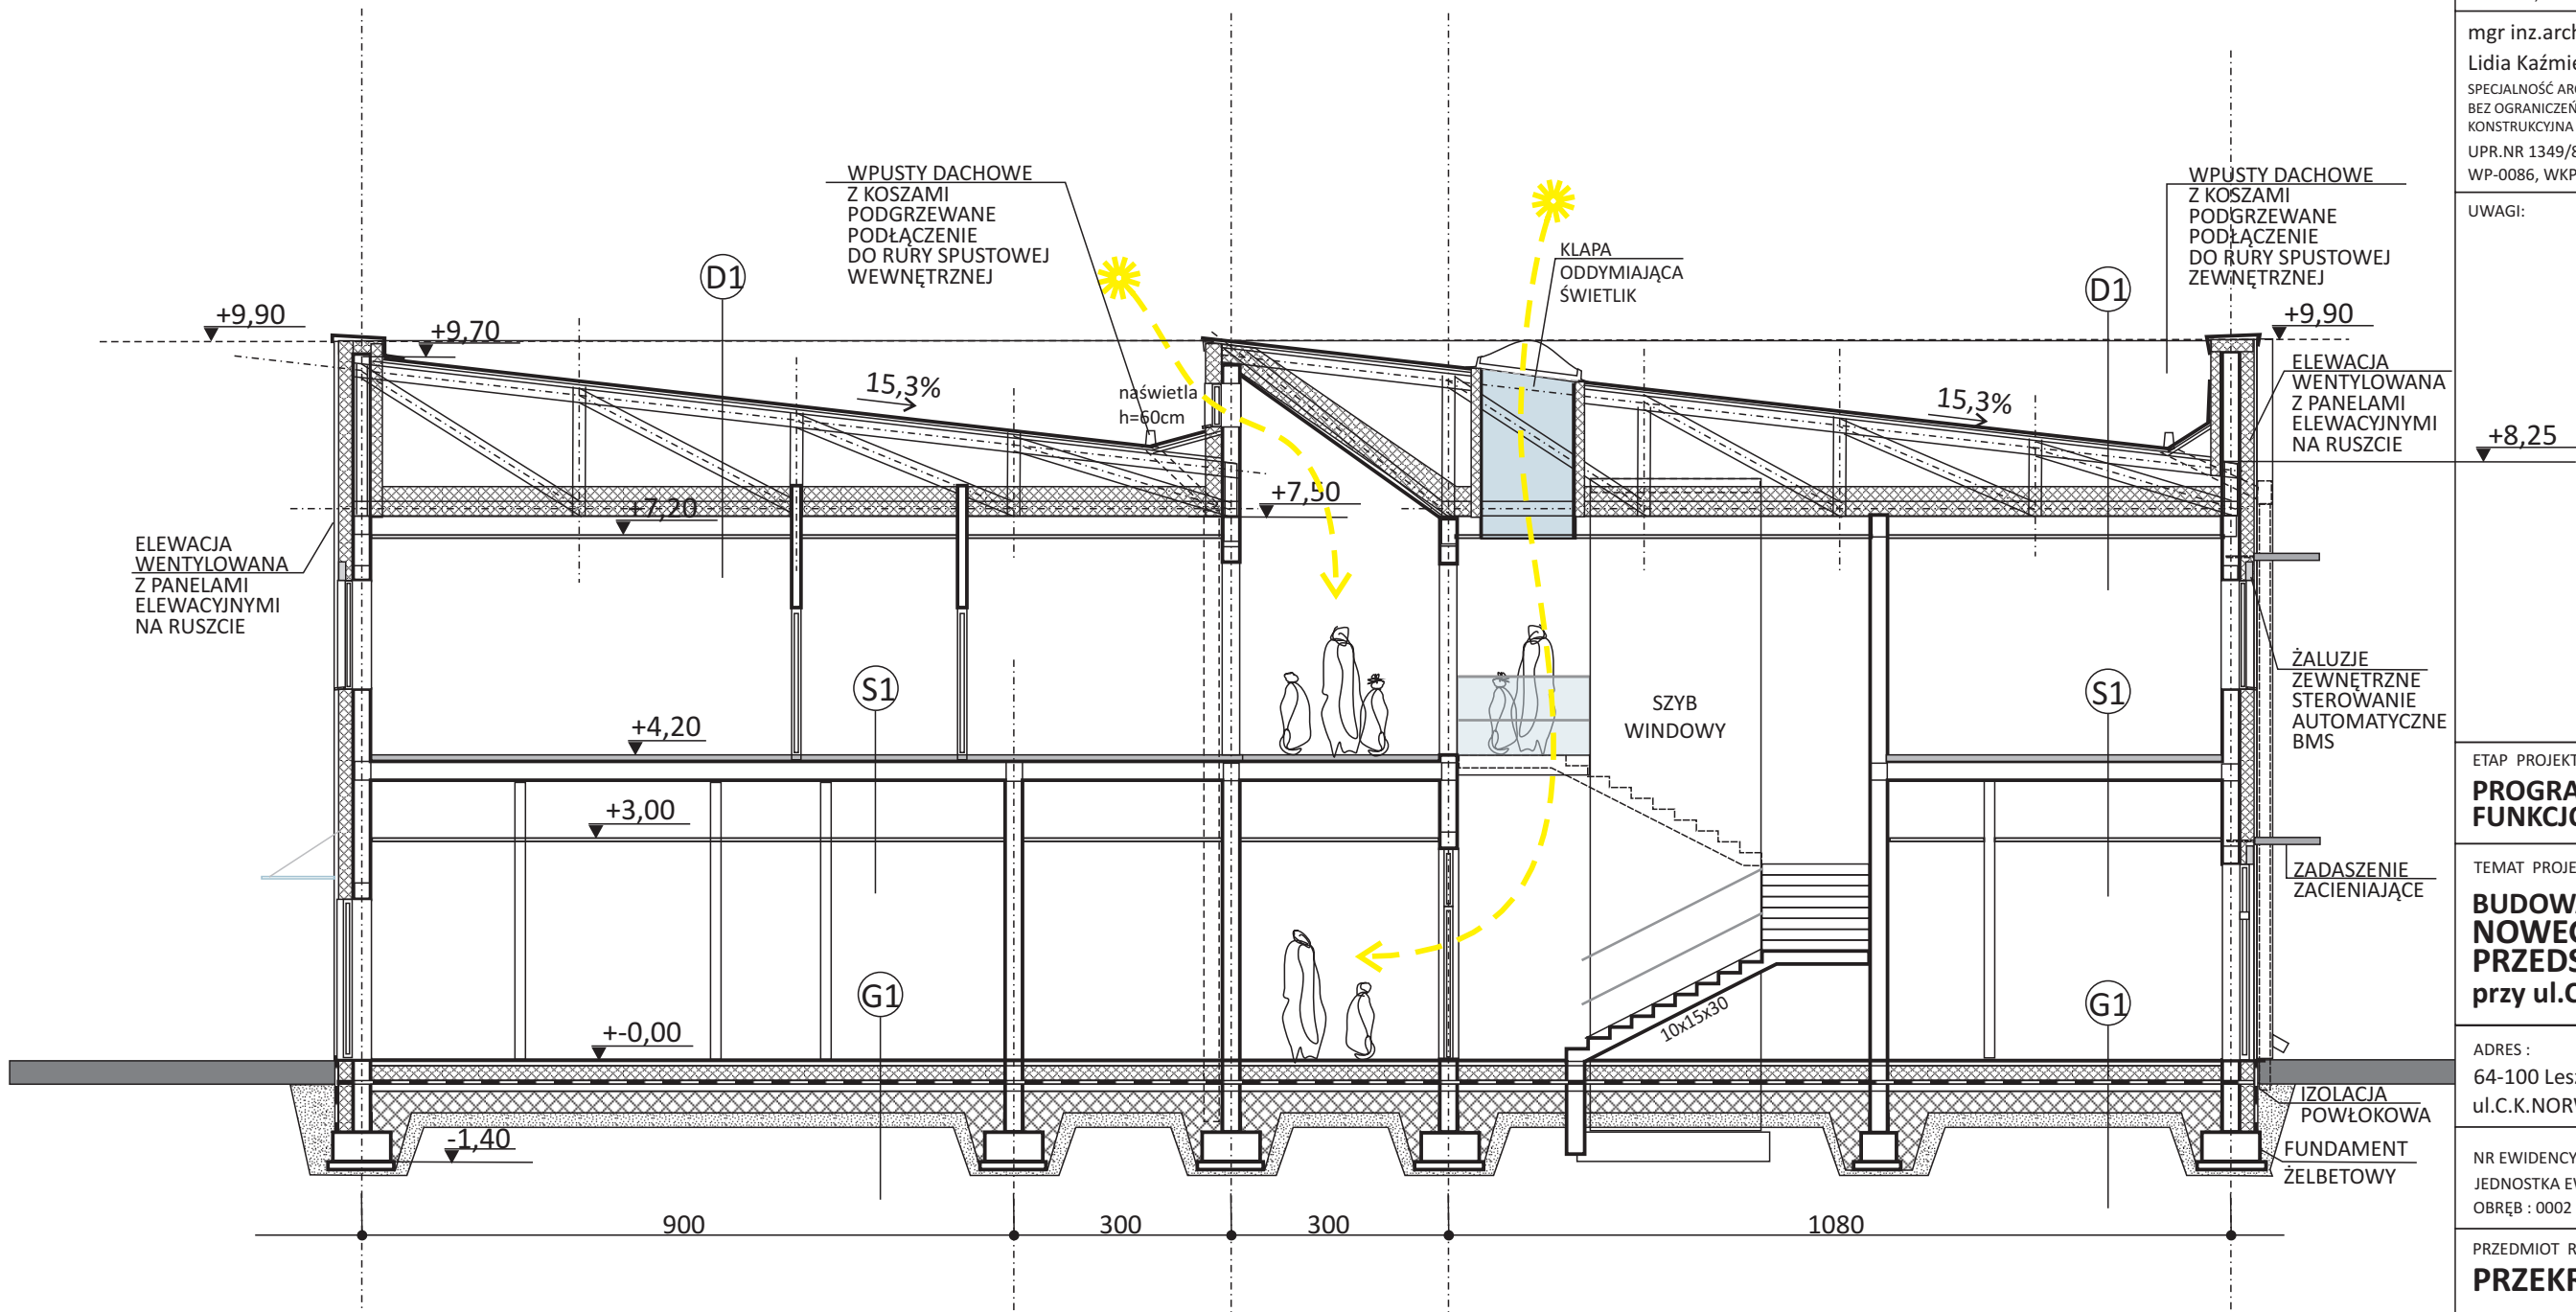 WPUSTY DACHOWE
Z KOSZAMI
PODGRZEWANE
PODŁĄCZENIE
DO RURY SPUSTOWEJ
WEWNĘTRZNEJ
KLAPA
ODDYMIAJĄCA
ŚWIETLIK
WPUSTY DACHOWE
Z KOSZAMI
PODGRZEWANE
PODŁĄCZENIE
DO RURY SPUSTOWEJ
ZEWNĘTRZNEJ
D1
D1
+9,90
+9,70
+9,90
15,3%
naświetla
h=60cm
15,3%
ELEWACJA
WENTYLOWANA
Z PANELAMI
ELEWACYJNYMI
NA RUSZCIE
+8,25
+7,20
+7,50
ELEWACJA
WENTYLOWANA
Z PANELAMI
ELEWACYJNYMI
NA RUSZCIE
S1
SZYB
WINDOWY
S1
ŻALUZJE
ZEWNĘTRZNE
STEROWANIE
AUTOMATYCZNE
BMS
+4,20
+3,00
ZADASZENIE
ZACIENIAJĄCE
G1
G1
+-0,00
10x15x30
IZOLACJA
POWŁOKOWA
-1,40
FUNDAMENT
ŻELBETOWY
900
300
300
1080
mgr inz.arch
Lidia Kaźmie
SPECJALNOŚĆ AR
BEZ OGRANICZEŃ
KONSTRUKCYJNA
UPR.NR 1349/8
WP-0086, WKP
UWAGI:
ETAP PROJEKT
PROGRA
FUNKCJO
TEMAT PROJE
BUDOWA
NOWEG
PRZEDS
przy ul.C
ADRES :
64-100 Les
ul.C.K.NOR
NR EWIDENCY
JEDNOSTKA EW
OBRĘB : 0002
PRZEDMIOT R
PRZEKR